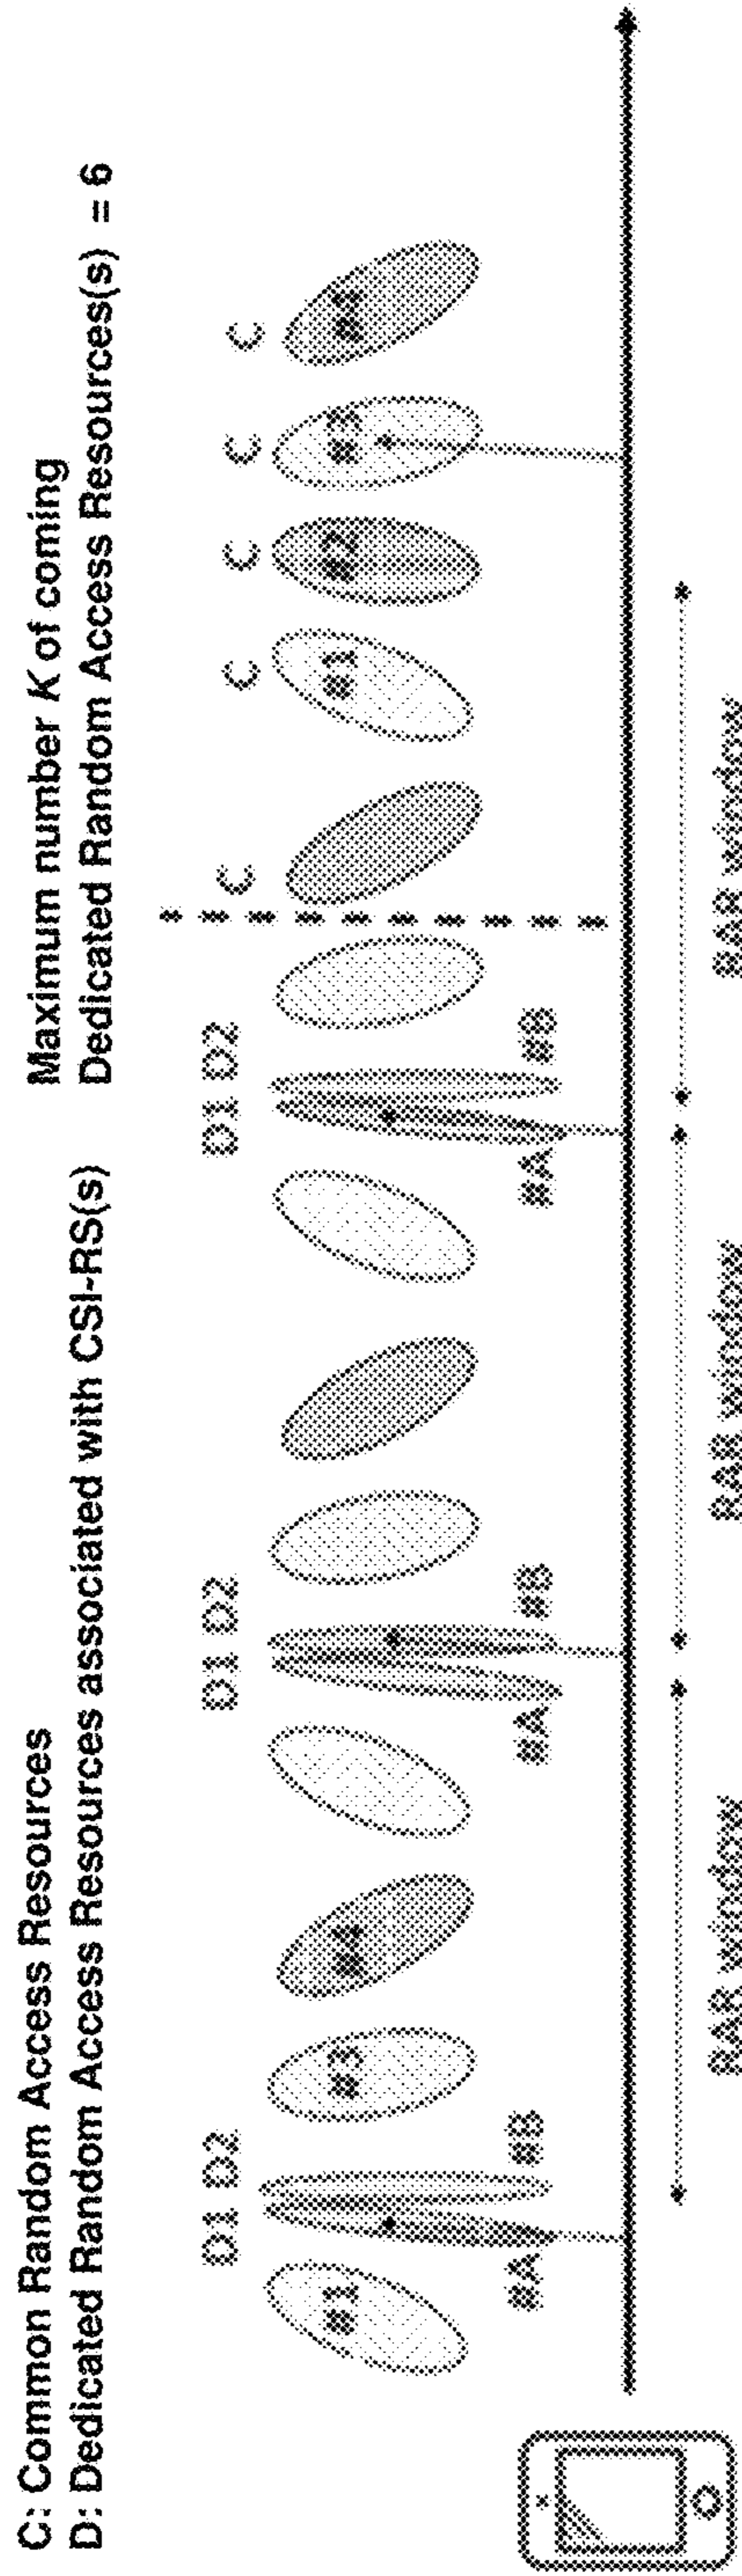 C: Common Random Access Resources
D: Dedicated Random Access Resources associated with CSI-RS(s)
Maximum number K of coming
Dedicated Random Access Resources(s) = 6
D1 D2
D1 D2
D1 D2
C
C
C
C
C
#1
#3
#4
#1
#2
#3
#4
#A
#B
#A
#B
#A
#B
RAR window
RAR window
RAR window